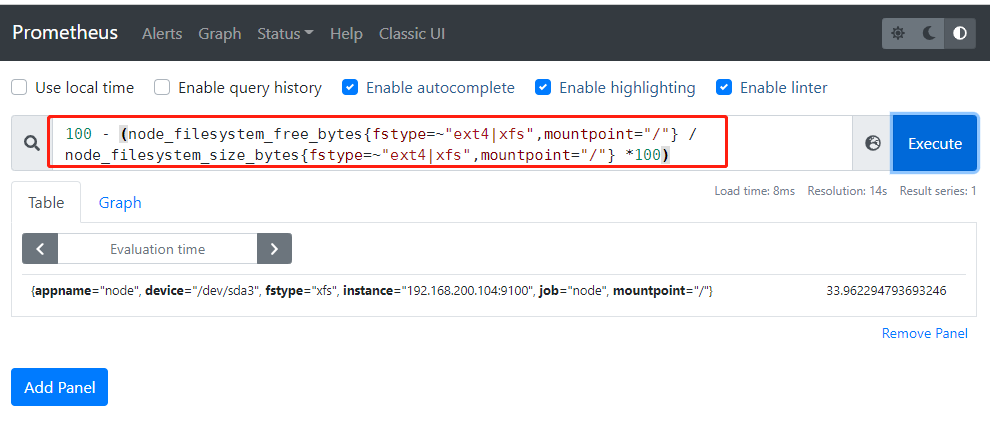 Prometheus Alerts Graph Status Help Classic UI
Use local time Enable query history Enable autocomplete Enable highlighting Enable linter
100 - (node_filesystem_free_bytes{fstype=~"ext4|xfs",mountpoint="/"} /
node_filesystem_size_bytes{fstype=~"ext4|xfs",mountpoint="/"} *100)
Execute
Load time: 8ms Resolution: 14s Result series: 1
Table Graph
Evaluation time
{appname="node", device="/dev/sda3", fstype="xfs", instance="192.168.200.104:9100", job="node", mountpoint="/"} 33.962294793693246
Remove Panel
Add Panel